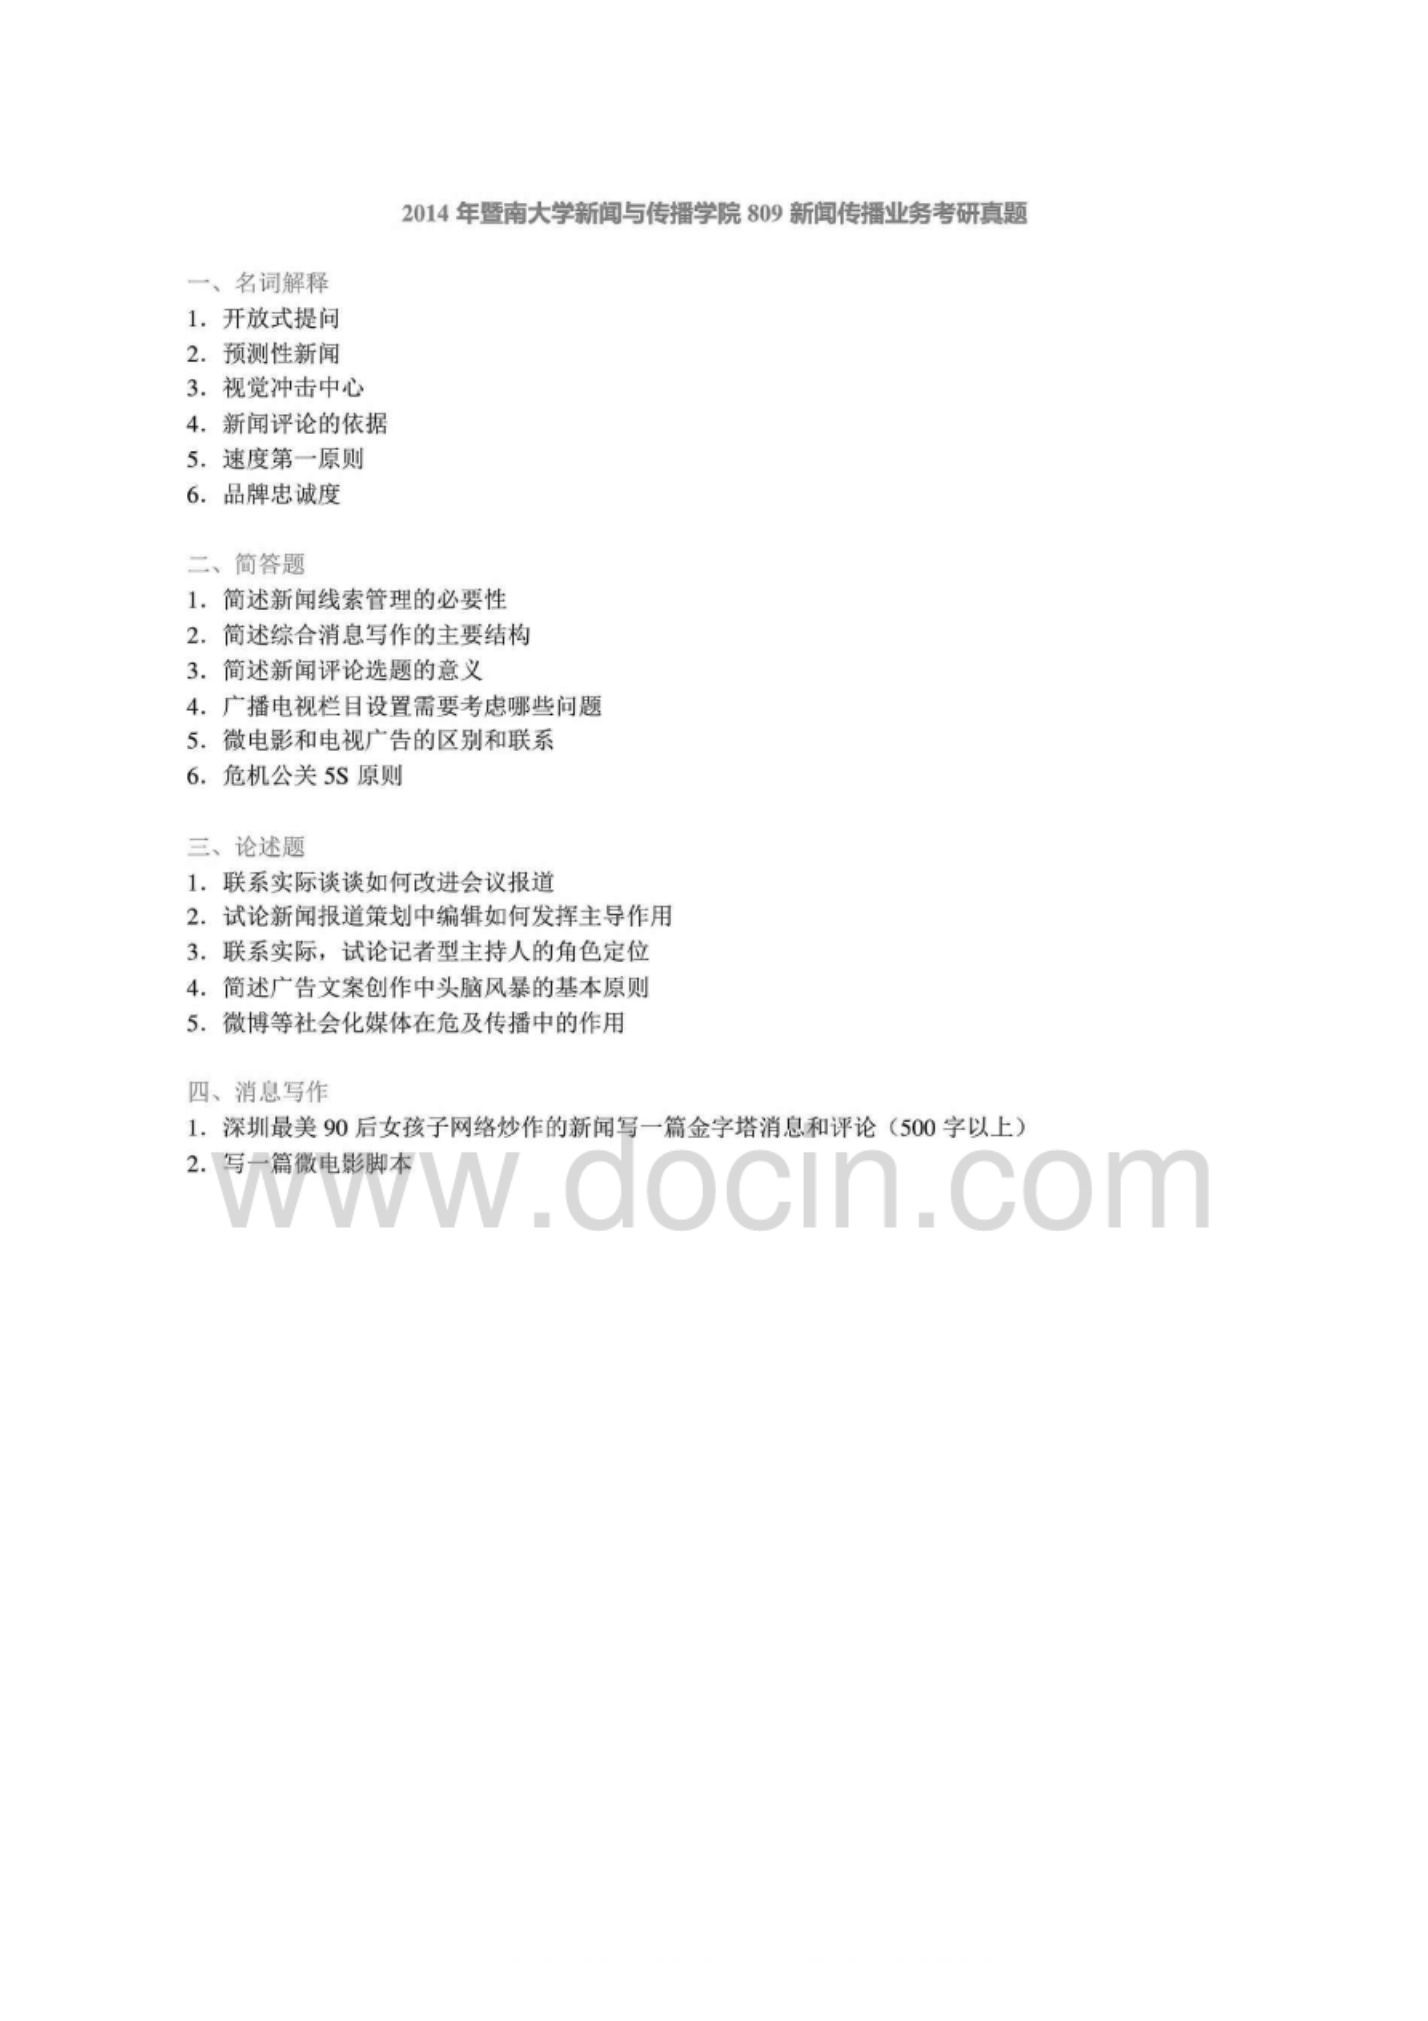 2014 年暨南大学新闻与传播学院 809 新闻传播业务考研真题
一、名词解释
1. 开放式提问
2. 预测性新闻
3. 视觉冲击中心
4. 新闻评论的依据
5. 速度第一原则
6. 品牌忠诚度
二、简答题
1. 简述新闻线索管理的必要性
2. 简述综合消息写作的主要结构
3. 简述新闻评论选题的意义
4. 广播电视栏目设置需要考虑哪些问题
5. 微电影和电视广告的区别和联系
6. 危机公关 5S 原则
三、论述题
1. 联系实际谈谈如何改进会议报道
2. 试论新闻报道策划中编辑如何发挥主导作用
3. 联系实际，试论记者型主持人的角色定位
4. 简述广告文案创作中头脑风暴的基本原则
5. 微博等社会化媒体在危及传播中的作用
四、消息写作
1. 深圳最美 90 后女孩子网络炒作的新闻写一篇金字塔消息和评论（500 字以上）
2. 写一篇微电影脚本
www.docin.com